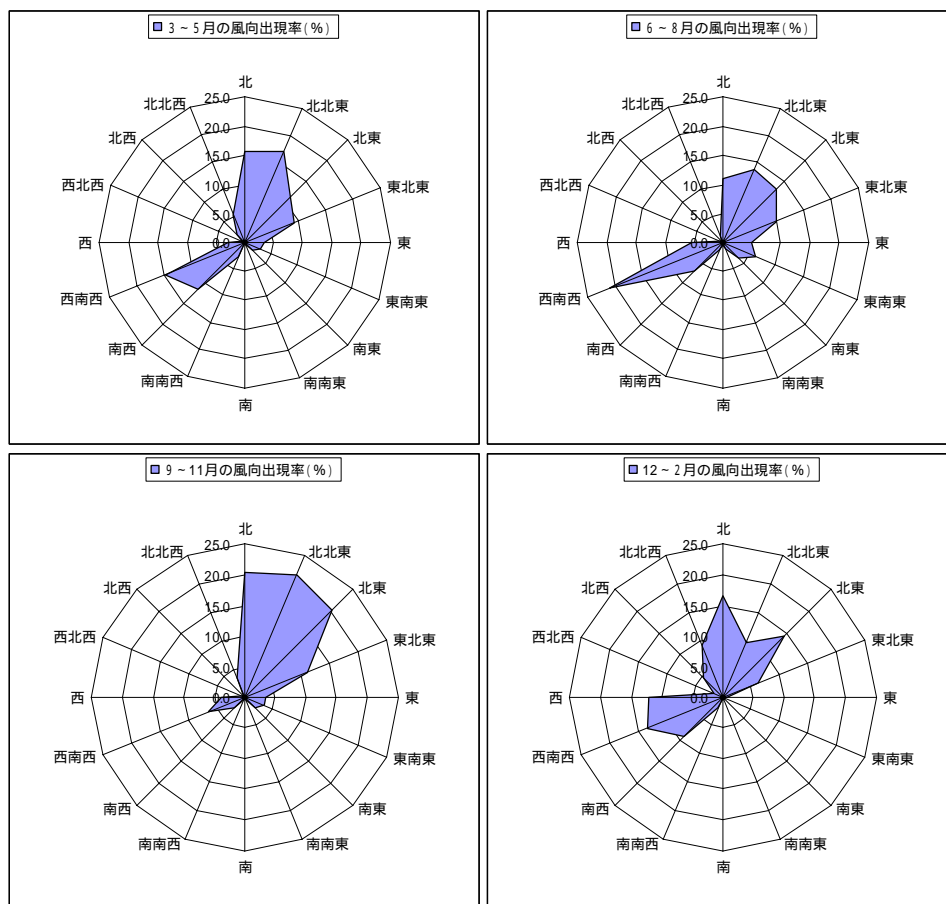 3～5月の風向出現率(%)
北
北北東
北東
東北東
東
東南東
南東
南南東
南
南南西
南西
西南西
西
西北西
北西
北北西
25.0
20.0
15.0
10.0
5.0
0.0
6～8月の風向出現率(%)
北
北北東
北東
東北東
東
東南東
南東
南南東
南
南南西
南西
西南西
西
西北西
北西
北北西
25.0
20.0
15.0
10.0
5.0
0.0
9～11月の風向出現率(%)
北
北北東
北東
東北東
東
東南東
南東
南南東
南
南南西
南西
西南西
西
西北西
北西
北北西
25.0
20.0
15.0
10.0
5.0
0.0
12～2月の風向出現率(%)
北
北北東
北東
東北東
東
東南東
南東
南南東
南
南南西
南西
西南西
西
西北西
北西
北北西
25.0
20.0
15.0
10.0
5.0
0.0